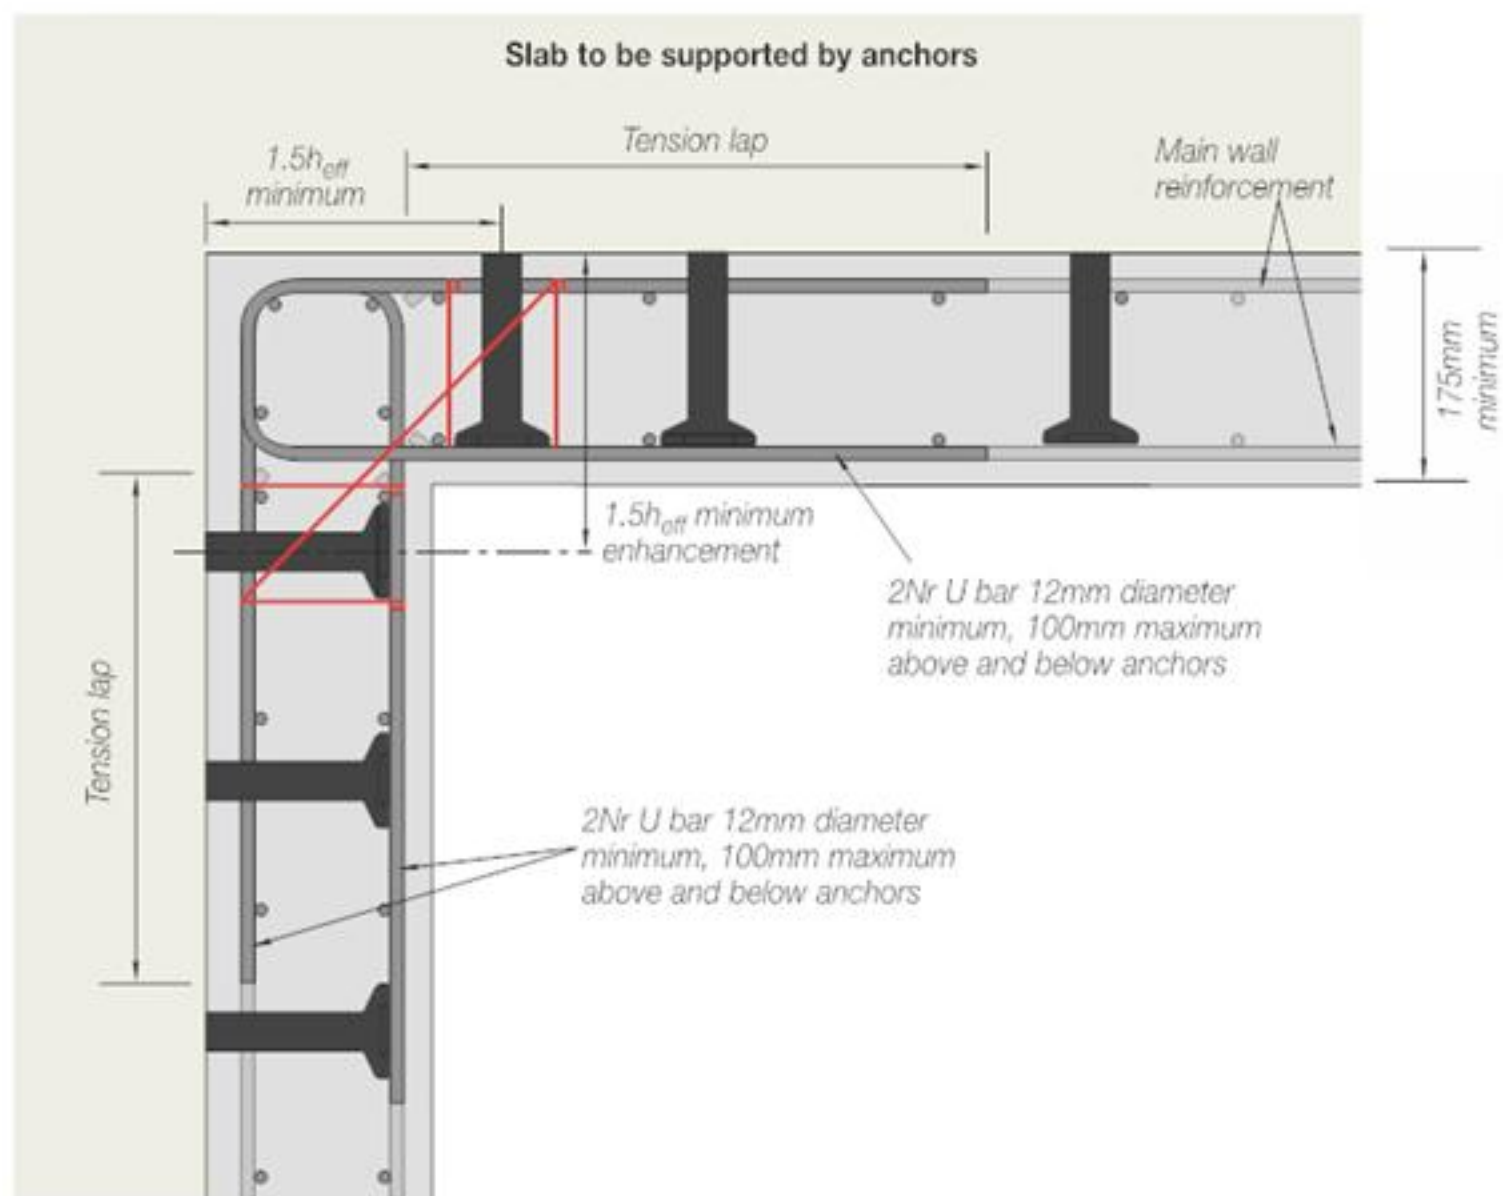 Slab to be supported by anchors
1.5heff
minimum
Tension lap
Main wall
reinforcement
175mm
minimum
1.5heff minimum
enhancement
2Nr U bar 12mm diameter
minimum, 100mm maximum
above and below anchors
Tension lap
2Nr U bar 12mm diameter
minimum, 100mm maximum
above and below anchors